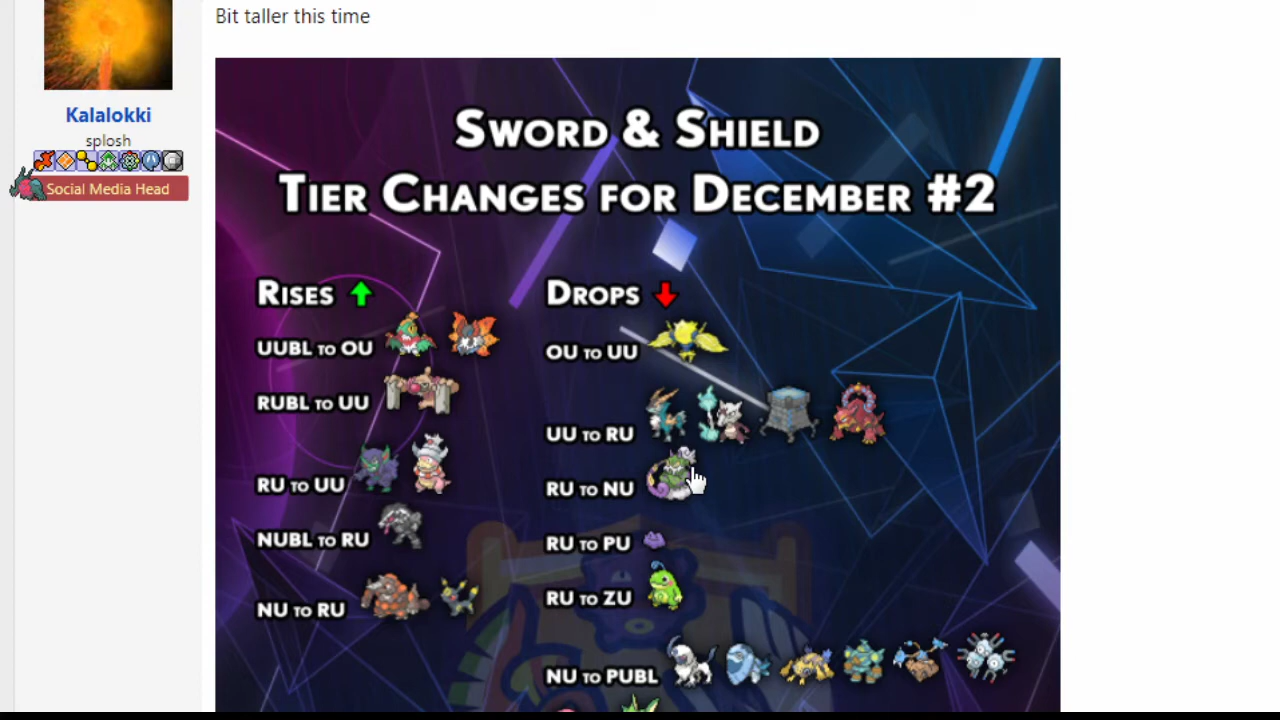 Bit taller this time
Kalalokki
splosh
Social Media Head
SWORD & SHIELD
TIER CHANGES FOR DECEMBER #2
RISES
UUBL TO OU
RUBL TO UU
RU TO UU
NUBL TO RU
NU TO RU
DROPS
OU TO UU
UU TO RU
RU TO NU
RU TO PU
RU TO ZU
NU TO PUBL